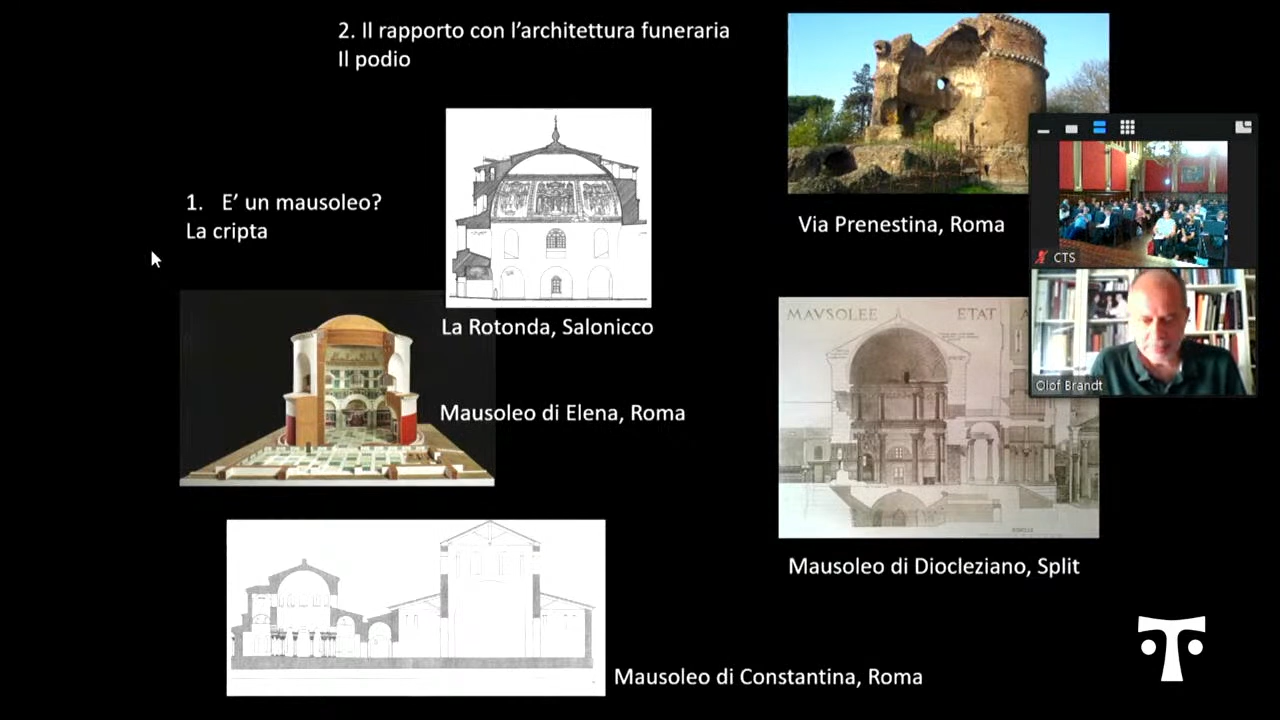 2. Il rapporto con l’architettura funeraria
Il podio
1. E’ un mausoleo?
La cripta
Via Prenestina, Roma
CTS
La Rotonda, Salonicco
MAVSOLEE ETAT A
Olof Brandt
Mausoleo di Elena, Roma
Mausoleo di Diocleziano, Split
Mausoleo di Constantina, Roma